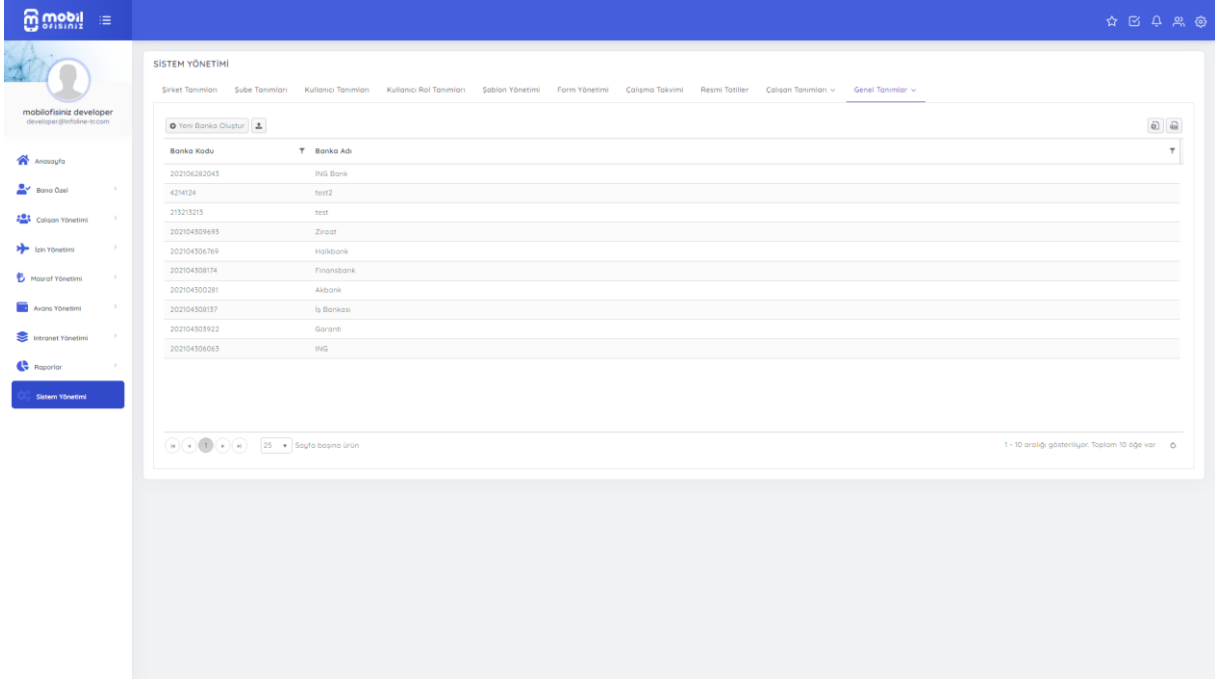 mobil
OFİSİNİZ
mobilofisiniz developer
developer@infoline-tr.com
Anasayfa
Bana Özel
Çalışan Yönetimi
İzin Yönetimi
Masraf Yönetimi
Avans Yönetimi
Intranet Yönetimi
Raporlar
Sistem Yönetimi
SİSTEM YÖNETİMİ
Şirket Tanımları Şube Tanımları Kullanıcı Tanımları Kullanıcı Rol Tanımları Şablon Yönetimi Form Yönetimi Çalışma Takvimi Resmi Tatiller Çalışan Tanımları Genel Tanımlar
Yeni Banka Oluştur
Banka Kodu Banka Adı
202106282043 ING Bank
4214124 test2
213213213 test
202104309693 Ziraat
202104306769 Halkbank
202104308174 Finansbank
202104300281 Akbank
202104308137 İş Bankası
202104303922 Garanti
202104306063 ING
1 25 Sayfa başına ürün 1 - 10 aralığı gösteriliyor. Toplam 10 öğe var